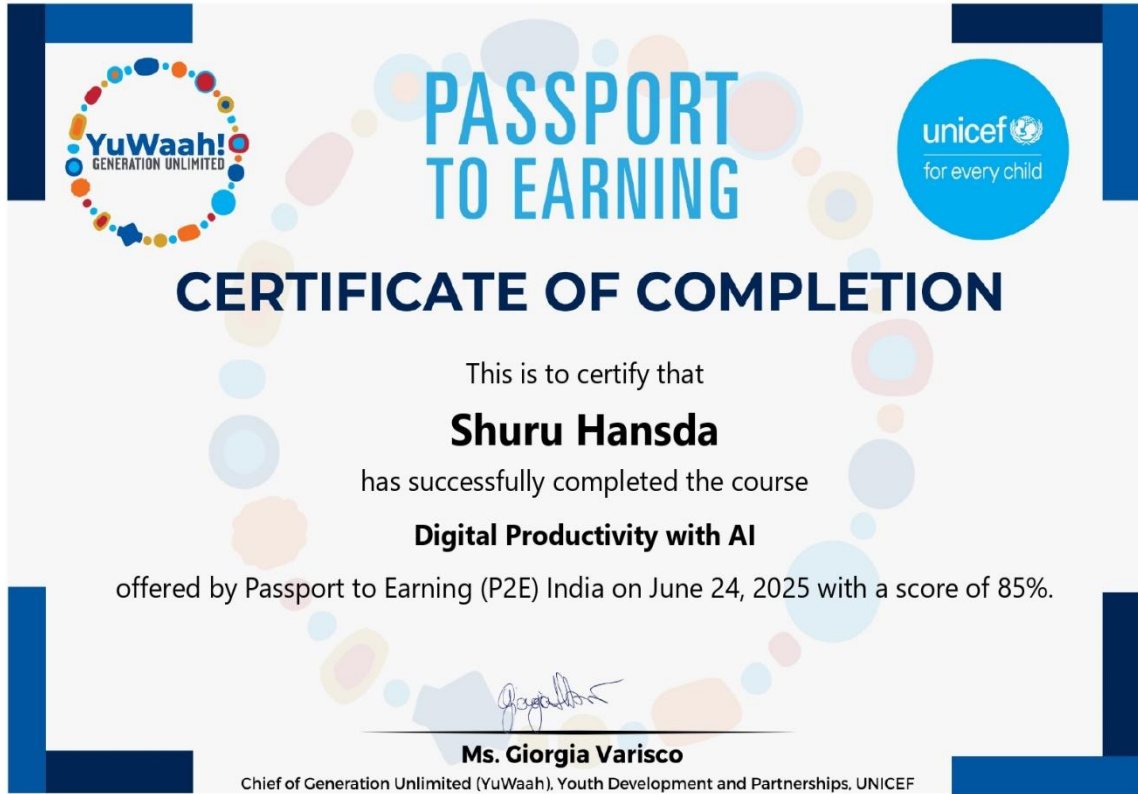 YuWaah!
GENERATION UNLIMITED
PASSPORT
TO EARNING
unicef
for every child
CERTIFICATE OF COMPLETION
This is to certify that
Shuru Hansda
has successfully completed the course
Digital Productivity with AI
offered by Passport to Earning (P2E) India on June 24, 2025 with a score of 85%.
Ms. Giorgia Varisco
Chief of Generation Unlimited (YuWaah), Youth Development and Partnerships, UNICEF